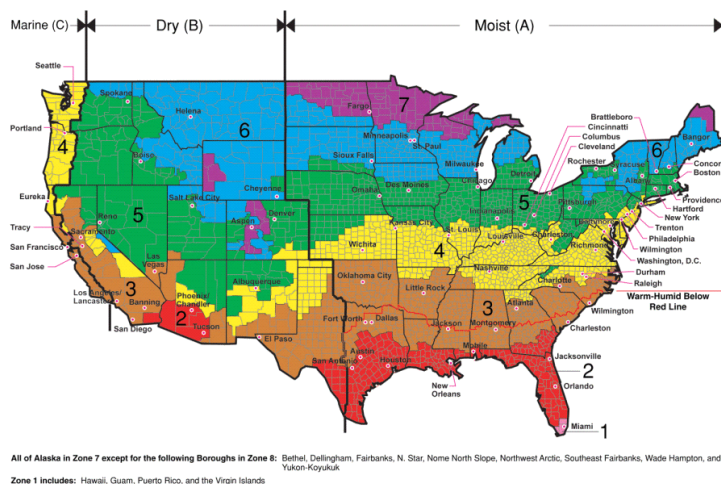 Marine (C)
Dry (B)
Moist (A)
Seattle
Spokane
Portland
4
Helena
6
Fargo
7
Minneapolis
St. Paul
Brattleboro
Cincinnatti
Columbus
Cleveland
6
Bangor
Boise
Sioux Falls
Milwaukee
Rochester
Syracuse
Albany
Concord
Boston
Eureka
Reno
5
Salt Lake City
Cheyenne
Omaha
Des Moines
Chicago
Detroit
5
Pittsburgh
Providence
Hartford
New York
Trenton
Philadelphia
Wilmington
Washington, D.C.
Tracy
Sacramento
San Francisco
San Jose
Aspen
Denver
Kansas City
St. Louis
Indianapolis
Louisville
Charleston
Baltimore
Richmond
Las
Vegas
Wichita
4
Nashville
Durham
Raleigh
Los Angeles/
Lancaster
3
Banning
Phoenix/
Chandler
2
Albuquerque
Oklahoma City
Little Rock
3
Atlanta
Charlotte
Warm-Humid Below
Red Line
Wilmington
San Diego
Tucson
El Paso
Fort Worth
Dallas
Jackson
Montgomery
Charleston
San Antonio
Austin
Houston
Mobile
New
Orleans
Jacksonville
2
Orlando
Miami
1
All of Alaska in Zone 7 except for the following Boroughs in Zone 8: Bethel, Dellingham, Fairbanks, N. Star, Nome North Slope, Northwest Arctic, Southeast Fairbanks, Wade Hampton, and
Yukon-Koyukuk
Zone 1 includes: Hawaii, Guam, Puerto Rico, and the Virgin Islands